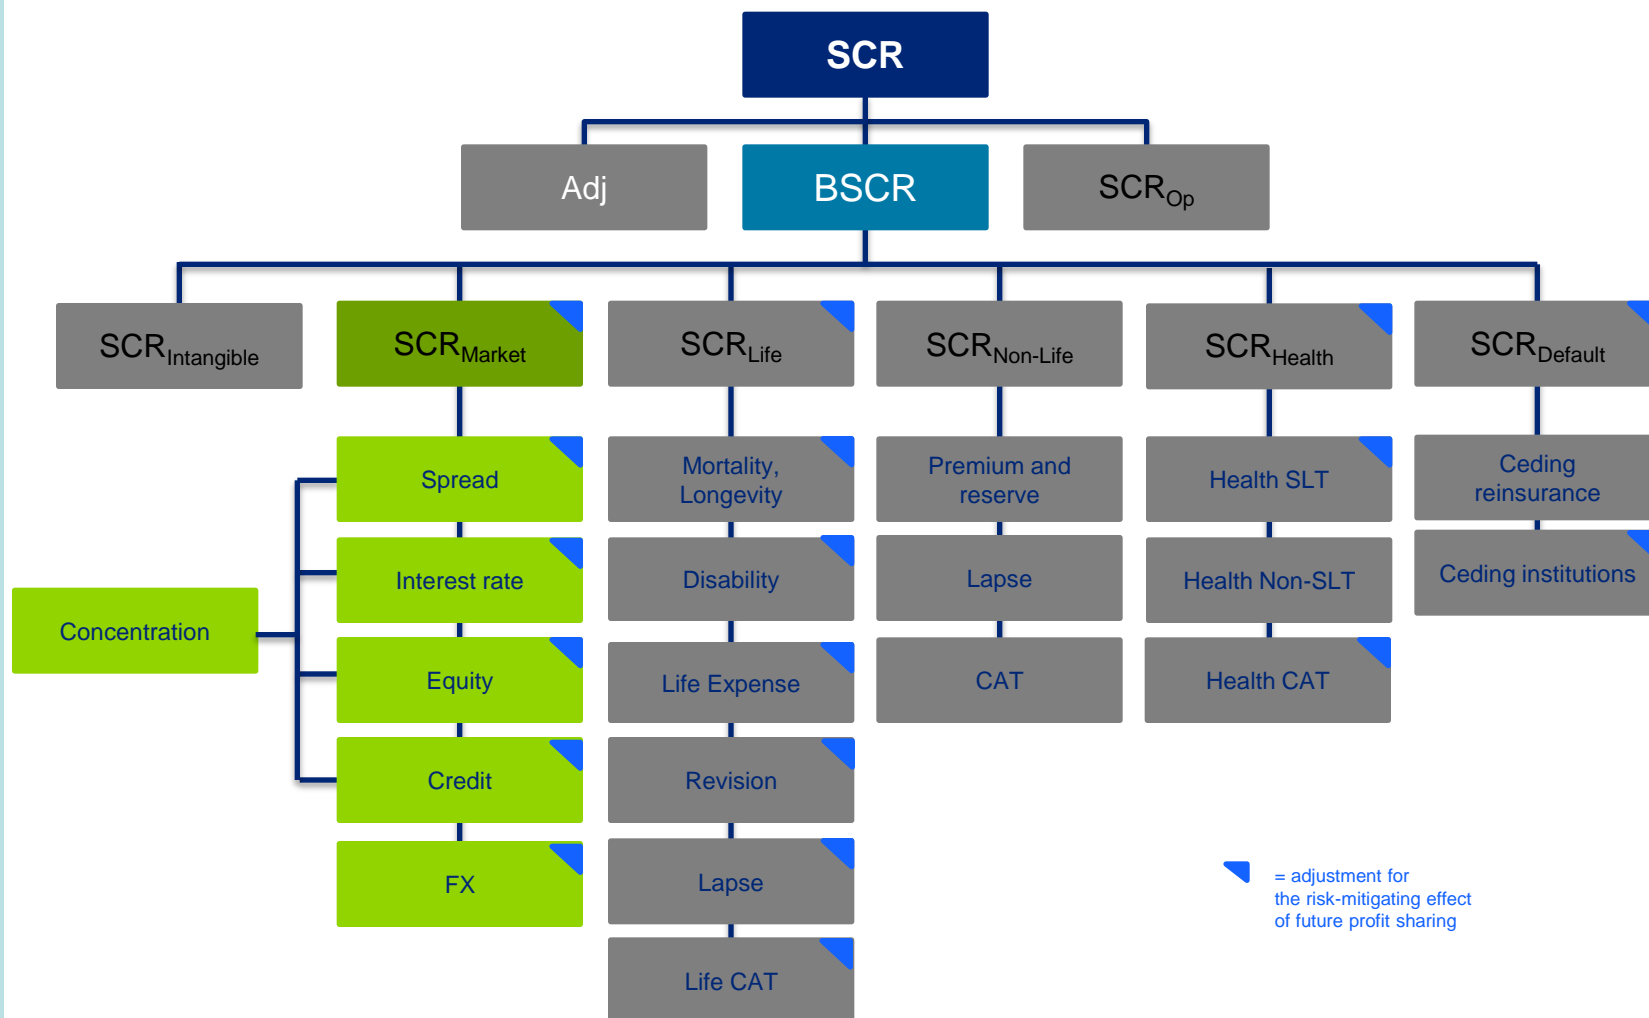 SCR
Adj
BSCR
SCROp
SCRIntangible
SCRMarket
SCRLife
SCRNon-Life
SCRHealth
SCRDefault
Spread
Mortality,
Longevity
Premium and
reserve
Health SLT
Ceding
reinsurance
Interest rate
Disability
Lapse
Health Non-SLT
Ceding institutions
Concentration
Equity
Life Expense
CAT
Health CAT
Credit
Revision
FX
Lapse
Life CAT
= adjustment for
the risk-mitigating effect
of future profit sharing